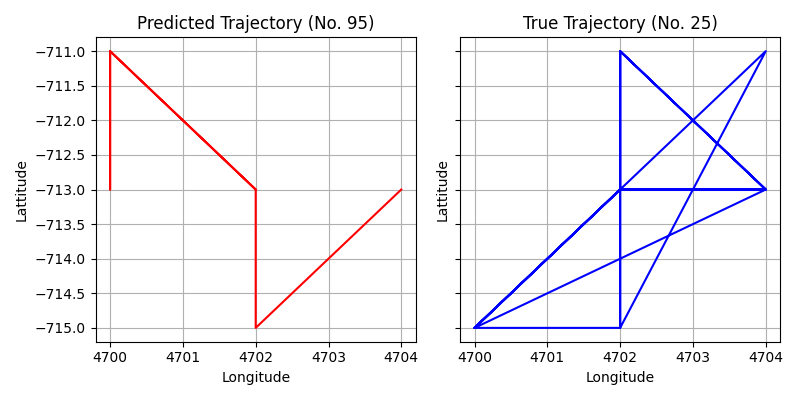 Predicted Trajectory (No. 95)
True Trajectory (No. 25)
−711.0
−711.5
−712.0
−712.5
−713.0
−713.5
−714.0
−714.5
−715.0
Lattitude
Lattitude
4700 4701 4702 4703 4704
4700 4701 4702 4703 4704
Longitude
Longitude